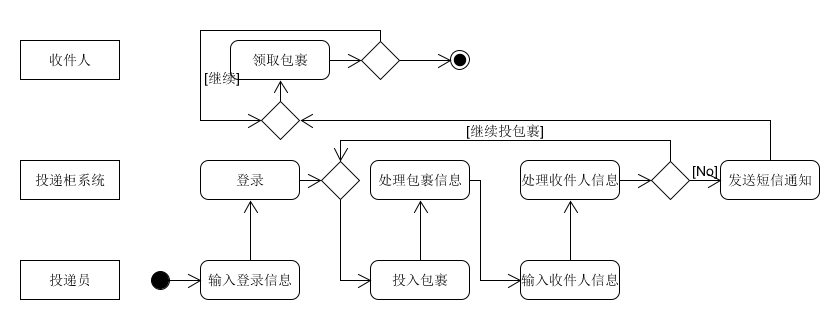 收件人
领取包裹
[继续]
[继续投包裹]
投递柜系统
登录
处理包裹信息
处理收件人信息
[No]
发送短信通知
投递员
输入登录信息
投入包裹
输入收件人信息